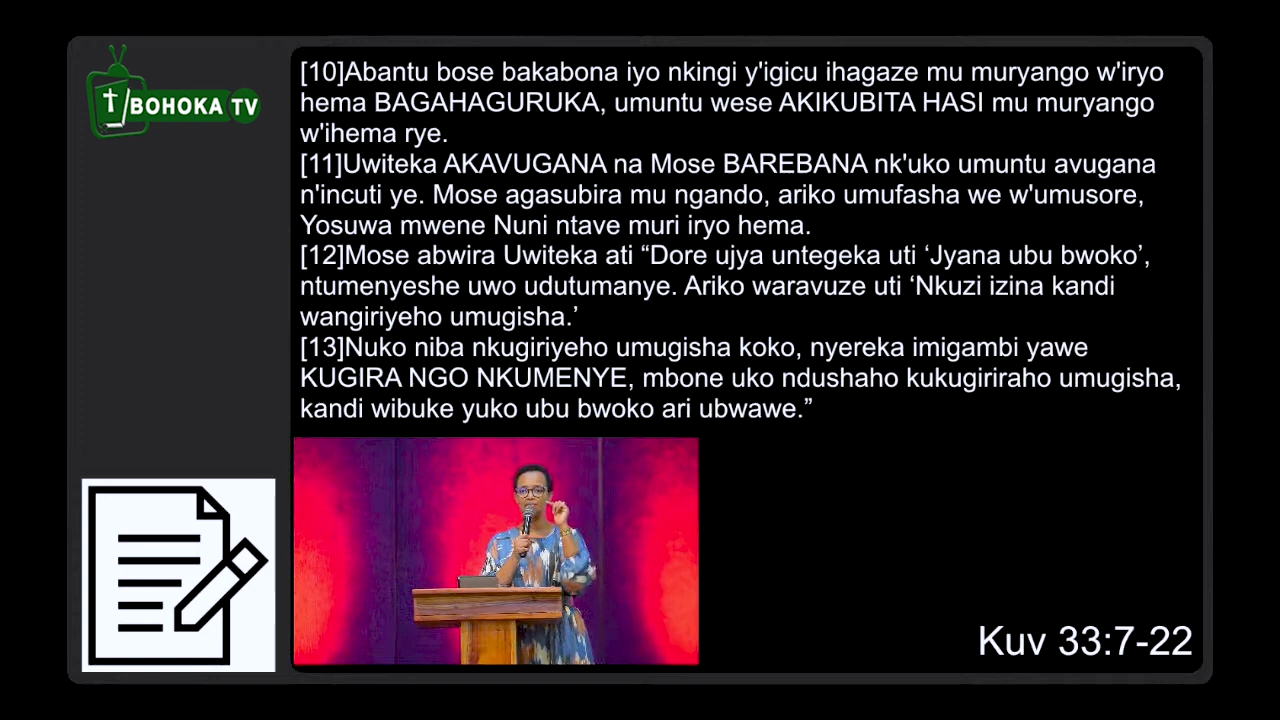 BOHOKA TV
[10]Abantu bose bakabona iyo nkingi y'igicu ihagaze mu muryango w'iryo
hema BAGAHAGURUKA, umuntu wese AKIKUBITA HASI mu muryango
w'ihema rye.
[11]Uwiteka AKAVUGANA na Mose BAREBANA nk'uko umuntu avugana
n'incuti ye. Mose agasubira mu ngando, ariko umufasha we w'umusore,
Yosuwa mwene Nuni ntave muri iryo hema.
[12]Mose abwira Uwiteka ati “Dore ujya untegeka uti ‘Jyana ubu bwoko’,
ntumenyeshe uwo udutumanye. Ariko waravuze uti ‘Nkuzi izina kandi
wangiriyeho umugisha.’
[13]Nuko niba nkugiriyeho umugisha koko, nyereka imigambi yawe
KUGIRA NGO NKUMENYE, mbone uko ndushaho kukugiriraho umugisha,
kandi wibuke yuko ubu bwoko ari ubwawe.”
Kuv 33:7-22